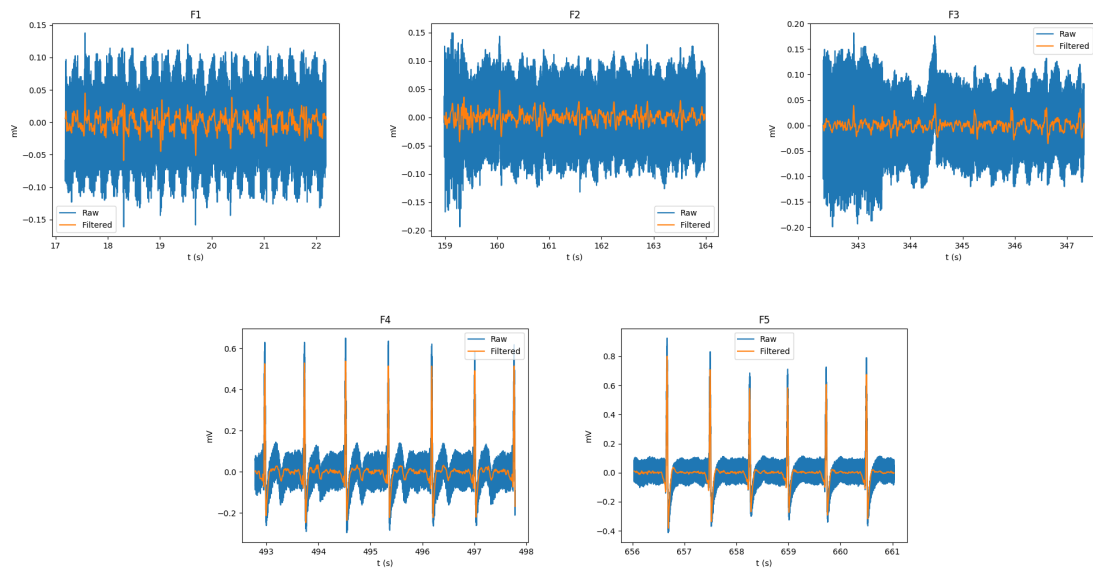 F1
0.15
0.10
0.05
0.00
−0.05
−0.10
−0.15
mV
Raw
Filtered
17 18 19 20 21 22
t (s)
F2
0.15
0.10
0.05
0.00
−0.05
−0.10
−0.15
−0.20
mV
Raw
Filtered
159 160 161 162 163 164
t (s)
F3
0.20
0.15
0.10
0.05
0.00
−0.05
−0.10
−0.15
−0.20
mV
Raw
Filtered
343 344 345 346 347
t (s)
F4
0.6
0.4
0.2
0.0
−0.2
mV
Raw
Filtered
493 494 495 496 497 498
t (s)
F5
0.8
0.6
0.4
0.2
0.0
−0.2
−0.4
mV
Raw
Filtered
656 657 658 659 660 661
t (s)